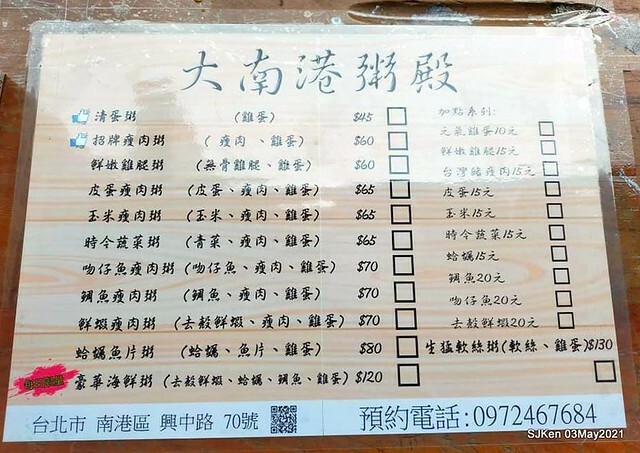 大南港粥殿
清蛋粥 (雞蛋) $45
招牌瘦肉粥 (瘦肉、雞蛋) $60
鮮嫩雞腿粥 (無骨雞腿、雞蛋) $60
皮蛋瘦肉粥 (皮蛋、瘦肉、雞蛋) $65
玉米瘦肉粥 (玉米、瘦肉、雞蛋) $65
時令蔬菜粥 (青菜、瘦肉、雞蛋) $65
吻仔魚瘦肉粥 (吻仔魚、瘦肉、雞蛋) $70
鯛魚瘦肉粥 (鯛魚、瘦肉、雞蛋) $70
鮮蝦瘦肉粥 (去殼鮮蝦、瘦肉、雞蛋) $70
蛤蠣魚片粥 (蛤蠣、魚片、雞蛋) $80
豪華海鮮粥 (去殼鮮蝦、蛤蠣、鯛魚、雞蛋) $120
加點系列:
元氣雞蛋10元
鮮嫩雞腿15元
台灣豬瘦肉15元
皮蛋15元
玉米15元
時令蔬菜15元
蛤蠣15元
鯛魚20元
吻仔魚20元
去殼鮮蝦20元
生猛軟絲粥(軟絲、雞蛋)$130
台北市 南港區 興中路 70號
預約電話:0972467684
SJKen 03May2021